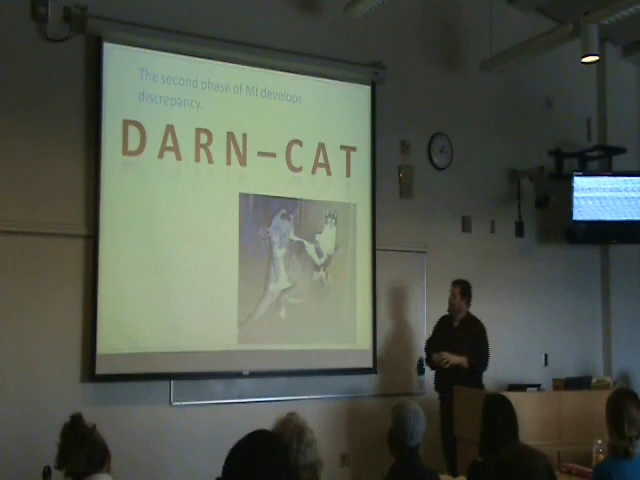 The second phase of MI develops
discrepancy.
DARN–CAT